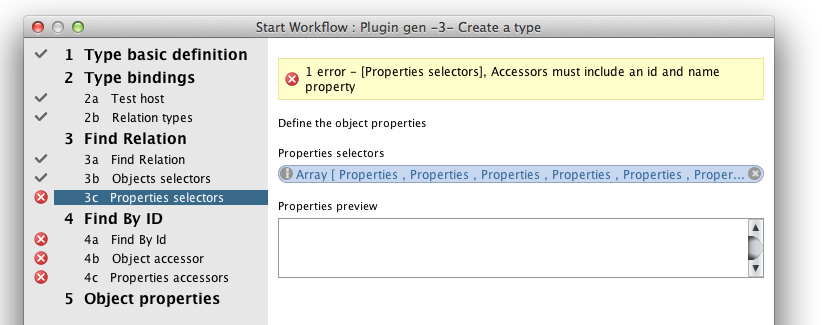 Start Workflow : Plugin gen -3- Create a type
1 Type basic definition
2 Type bindings
2a Test host
2b Relation types
3 Find Relation
3a Find Relation
3b Objects selectors
3c Properties selectors
4 Find By ID
4a Find By Id
4b Object accessor
4c Properties accessors
5 Object properties
1 error - [Properties selectors], Accessors must include an id and name
property
Define the object properties
Properties selectors
Array [ Properties , Properties , Properties , Properties , Properties , Proper...
Properties preview